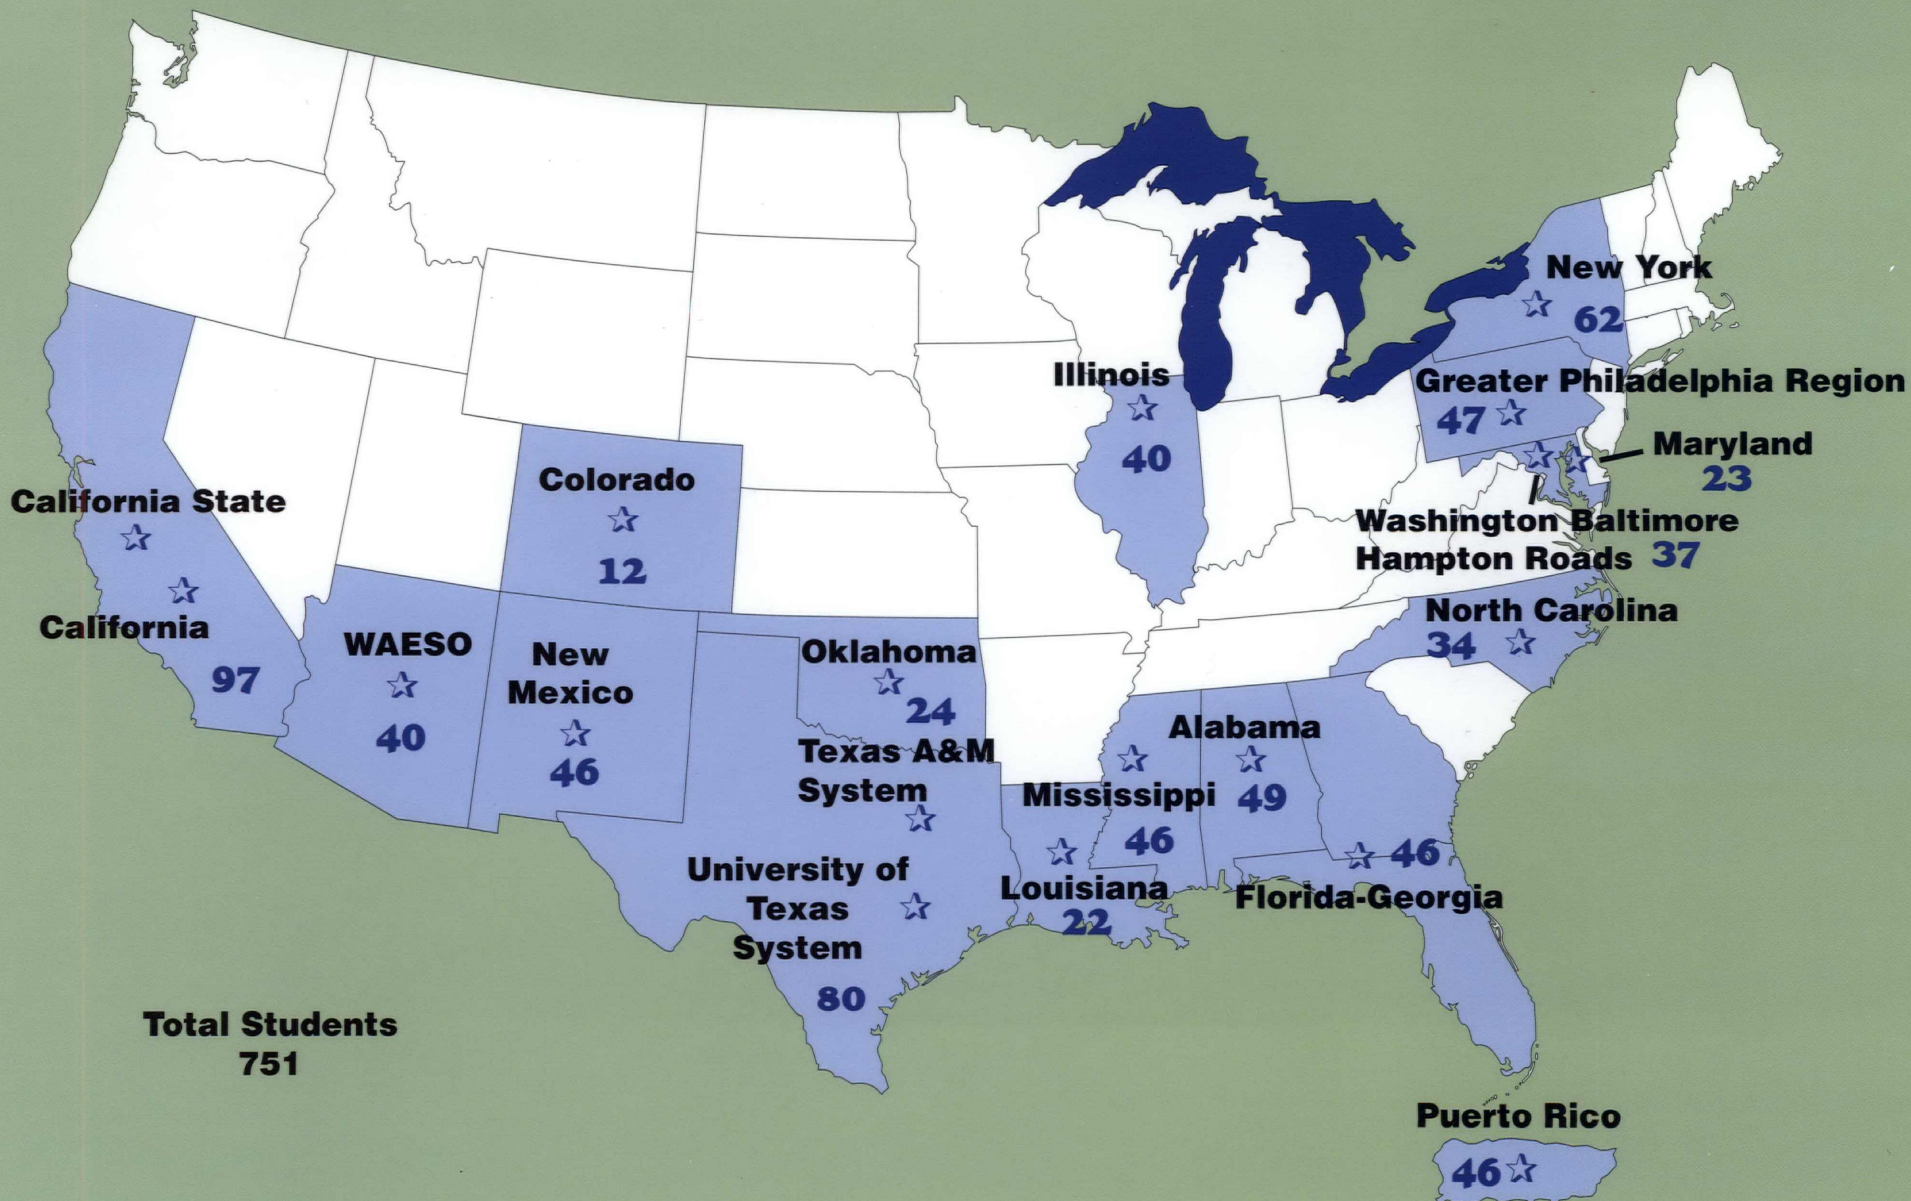 New York
62
Illinois
40
Greater Philadelphia Region
47
Maryland
23
Washington Baltimore
Hampton Roads 37
Colorado
12
California State
California
97
WAESO
40
New
Mexico
46
Oklahoma
24
North Carolina
34
Texas A&M
System
University of
Texas
System
80
Alabama
49
Mississippi
46
Louisiana
22
46
Florida-Georgia
Total Students
751
Puerto Rico
46